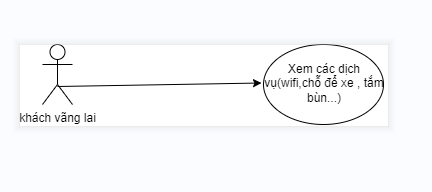 Xem các dịch
vụ(wifi,chỗ để xe , tắm
bùn...)
khách vãng lai